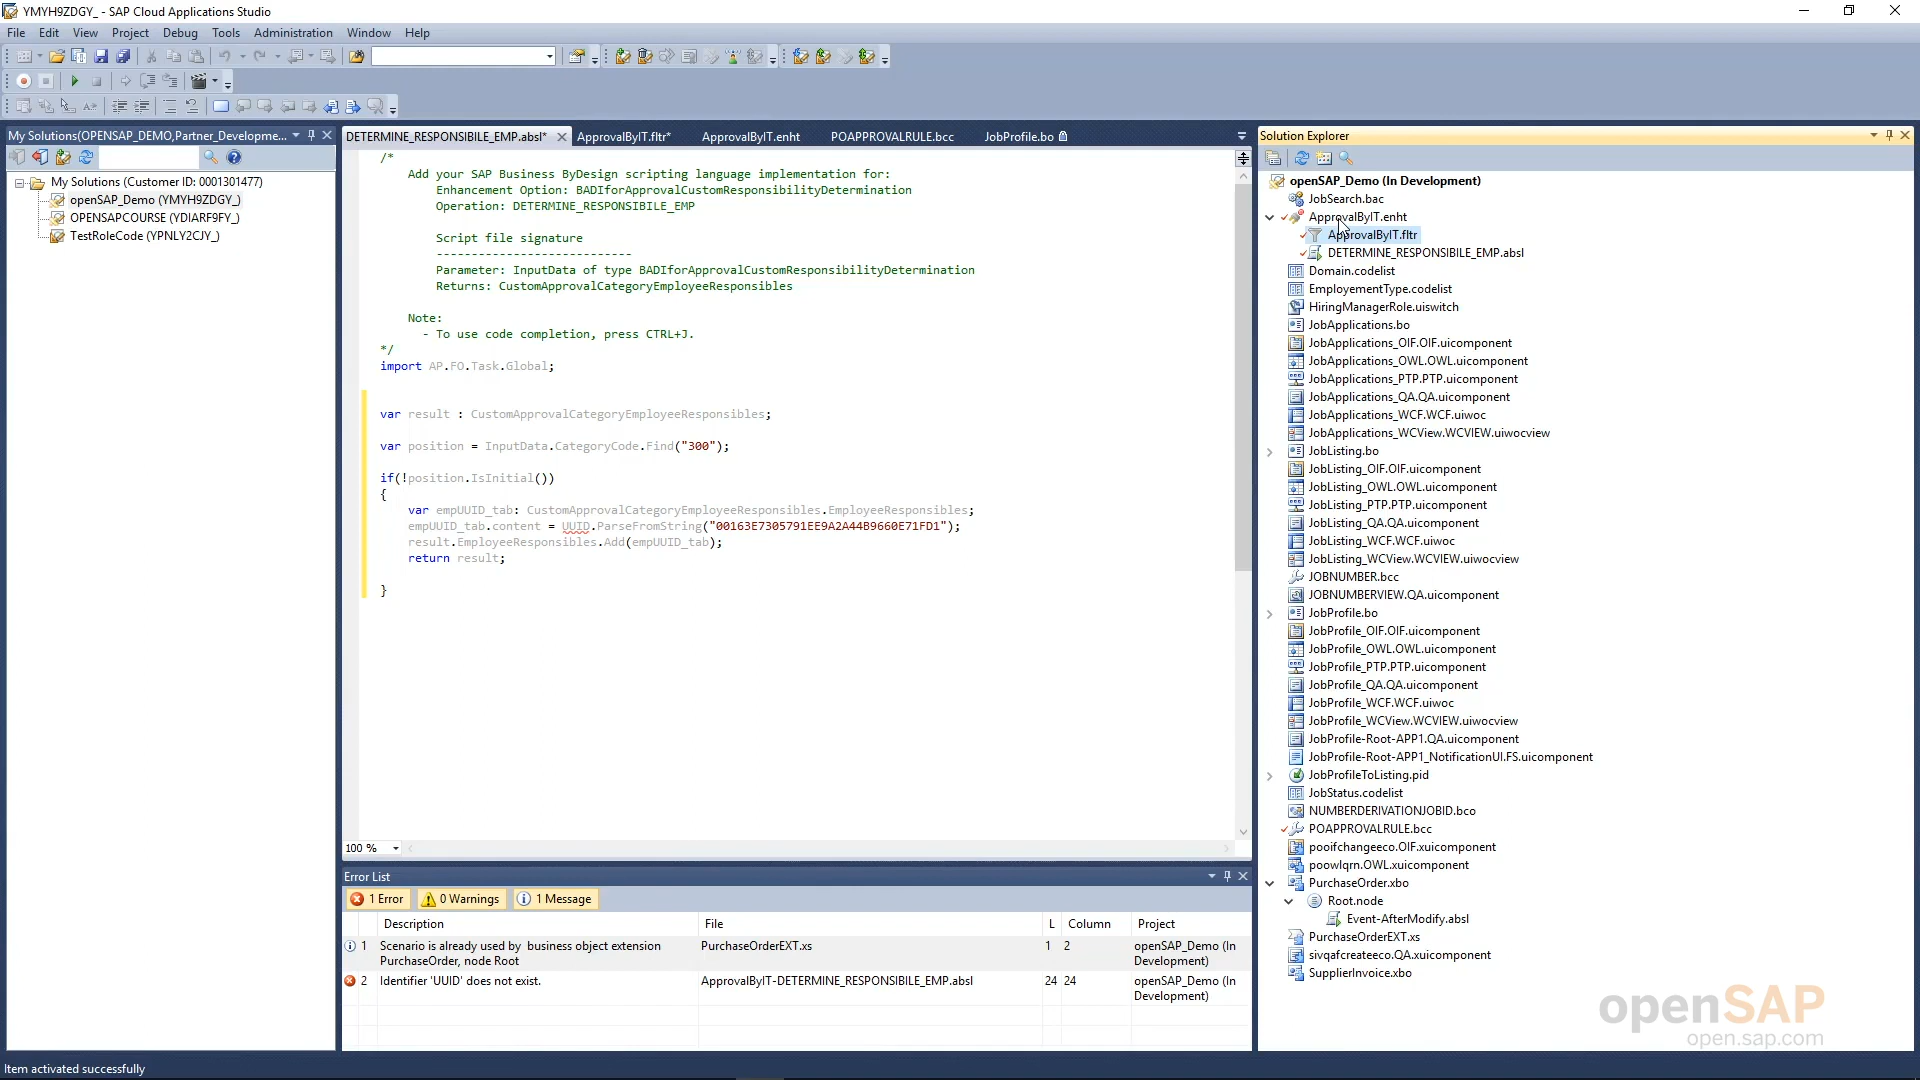 YMYH9ZDGY_ - SAP Cloud Applications Studio
File Edit View Project Debug Tools Administration Window Help
My Solutions(OPENSAP_DEMO,Partner_Developme...
My Solutions (Customer ID: 0001301477)
openSAP_Demo (YMYH9ZDGY_)
OPENSAPCOURSE (YDIARF9FY_)
TestRoleCode (YPNLY2CJY_)
DETERMINE_RESPONSIBILE_EMP.absl* ApprovalByIT.fltr* ApprovalByIT.enht POAPPROVALRULE.bcc JobProfile.bo
/*
Add your SAP Business ByDesign scripting language implementation for:
Enhancement Option: BADIforApprovalCustomResponsibilityDetermination
Operation: DETERMINE_RESPONSIBILE_EMP
Script file signature
----------------------------
Parameter: InputData of type BADIforApprovalCustomResponsibilityDetermination
Returns: CustomApprovalCategoryEmployeeResponsibles
Note:
- To use code completion, press CTRL+J.
*/
import AP.FO.Task.Global;
var result : CustomApprovalCategoryEmployeeResponsibles;
var position = InputData.CategoryCode.Find("300");
if(!position.IsInitial())
{
var empUUID_tab: CustomApprovalCategoryEmployeeResponsibles.EmployeeResponsibles;
empUUID_tab.content = UUID.ParseFromString("00163E7305791EE9A2A44B9660E71FD1");
result.EmployeeResponsibles.Add(empUUID_tab);
return result;
}
100 %
Error List
1 Error 0 Warnings 1 Message
Description File L Column Project
1 Scenario is already used by business object extension PurchaseOrderEXT.xs 1 2 openSAP_Demo (In
PurchaseOrder, node Root Development)
2 Identifier 'UUID' does not exist. ApprovalByIT-DETERMINE_RESPONSIBILE_EMP.absl 24 24 openSAP_Demo (In
Development)
Solution Explorer
openSAP_Demo (In Development)
JobSearch.bac
ApprovalByIT.enht
ApprovalByIT.fltr
DETERMINE_RESPONSIBILE_EMP.absl
Domain.codelist
EmployementType.codelist
HiringManagerRole.uiswitch
JobApplications.bo
JobApplications_OIF.OIF.uicomponent
JobApplications_OWL.OWL.uicomponent
JobApplications_PTP.PTP.uicomponent
JobApplications_QA.QA.uicomponent
JobApplications_WCF.WCF.uiwoc
JobApplications_WCView.WCVIEW.uiwocview
JobListing.bo
JobListing_OIF.OIF.uicomponent
JobListing_OWL.OWL.uicomponent
JobListing_PTP.PTP.uicomponent
JobListing_QA.QA.uicomponent
JobListing_WCF.WCF.uiwoc
JobListing_WCView.WCVIEW.uiwocview
JOBNUMBER.bcc
JOBNUMBERVIEW.QA.uicomponent
JobProfile.bo
JobProfile_OIF.OIF.uicomponent
JobProfile_OWL.OWL.uicomponent
JobProfile_PTP.PTP.uicomponent
JobProfile_QA.QA.uicomponent
JobProfile_WCF.WCF.uiwoc
JobProfile_WCView.WCVIEW.uiwocview
JobProfile-Root-APP1.QA.uicomponent
JobProfile-Root-APP1_NotificationUI.FS.uicomponent
JobProfileToListing.pid
JobStatus.codelist
NUMBERDERIVATIONJOBID.bco
POAPPROVALRULE.bcc
pooifchangeeco.OIF.xuicomponent
poowlqrn.OWL.xuicomponent
PurchaseOrder.xbo
Root.node
Event-AfterModify.absl
PurchaseOrderEXT.xs
sivqafcreateeco.QA.xuicomponent
SupplierInvoice.xbo
openSAP
open.sap.com
Item activated successfully